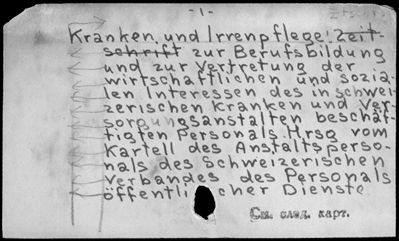 -1-
Kranken und Irrenpflege. Zeit-
schrift zur Berufsbildung
und zur Vertretung der
wirtschaftlichen und sozia-
len Interessen des in schwei-
zerischen Kranken und Ver-
sorgungsanstalten beschäf-
tigten Personals. Hrsg vom
Kartell des Anstaltsperso-
nals des Schweizerischen
Verbandes des Personals
öffentlicher Dienste
См. след. карт.